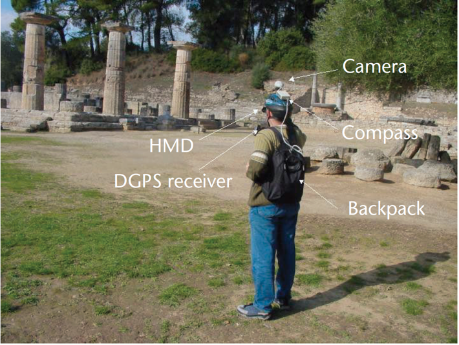 Camera
Compass
HMD
DGPS receiver
Backpack